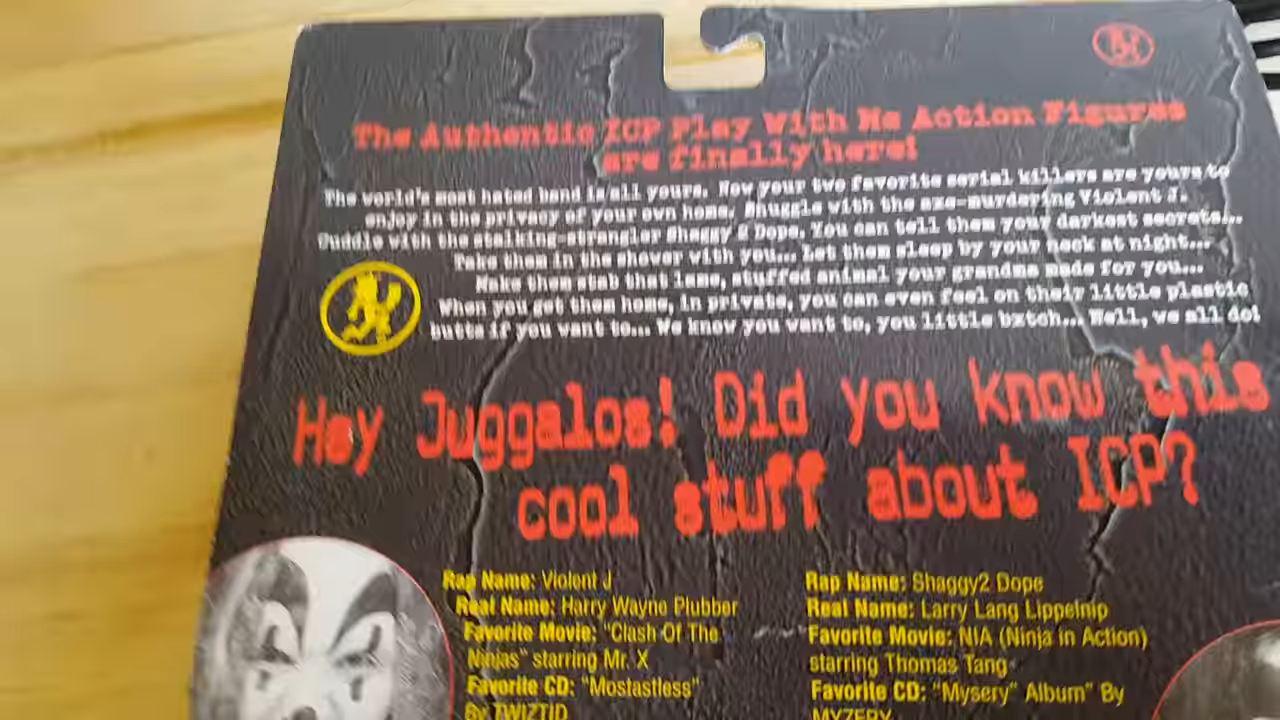 The Authentic ICP Play With Me Action Figures
are finally here!
The world's most hated band is all yours. Now your two favorite serial killers are yours to
enjoy in the privacy of your own home. Snuggle with the axe-murdering Violent J.
Cuddle with the stalking-strangler Shaggy 2 Dope. You can tell them your darkest secrets...
Take them in the shower with you... Let them sleep by your neck at night...
Make them stab that lame, stuffed animal your grandma made for you...
When you get them home, in private, you can even feel on their little plastic
butts if you want to... We know you want to, you little bxtch... Well, we all do!
Hey Juggalos! Did you know this
cool stuff about ICP?
Rap Name: Violent J
Real Name: Harry Wayne Plubber
Favorite Movie: "Clash Of The
Ninjas" starring Mr. X
Favorite CD: "Mostastless"
By TWIZTID
Rap Name: Shaggy2 Dope
Real Name: Larry Lang Lippelnip
Favorite Movie: NIA (Ninja in Action)
starring Thomas Tang
Favorite CD: "Mysery" Album" By
MYZERY